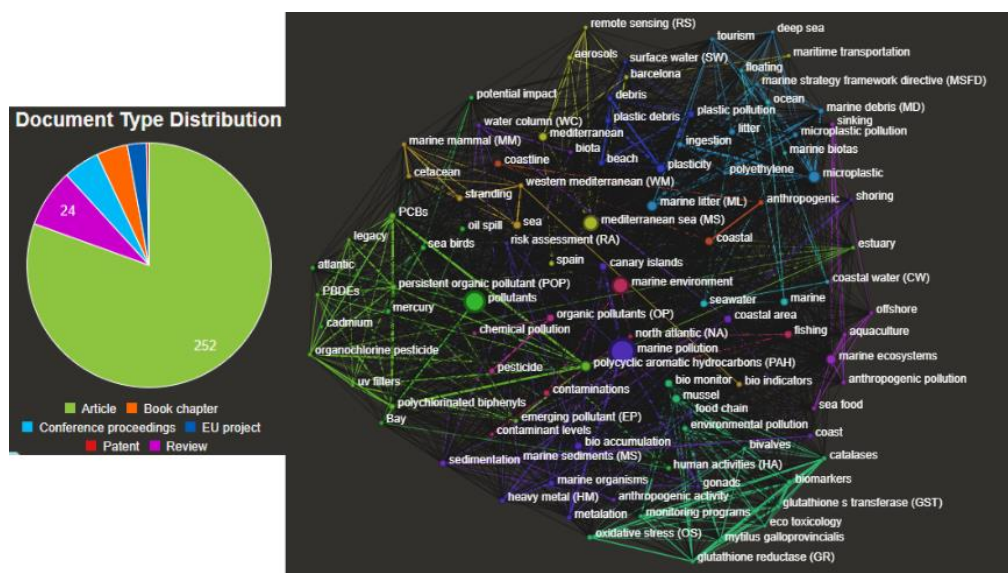 Document Type Distribution
24
252
Article
Book chapter
Conference proceedings
EU project
Patent
Review
remote sensing (RS)
deep sea
tourism
aerosols
surface water (SW)
maritime transportation
floating
barcelona
marine strategy framework directive (MSFD)
potential impact
debris
ocean
plastic pollution
marine debris (MD)
plastic debris
sinking
water column (WC)
mediterranean
litter
microplastic pollution
marine mammal (MM)
biota
ingestion
marine biotas
coastline
beach
plasticity
polyethylene
microplastic
cetacean
western mediterranean (WM)
stranding
marine litter (ML)
anthropogenic
shoring
PCBs
oil spill
sea
mediterranean sea (MS)
legacy
sea birds
risk assessment (RA)
coastal
estuary
atlantic
spain
canary islands
persistent organic pollutant (POP)
marine environment
coastal water (CW)
PBDEs
pollutants
seawater
marine
mercury
organic pollutants (OP)
coastal area
offshore
cadmium
chemical pollution
north atlantic (NA)
fishing
aquaculture
marine pollution
organochlorine pesticide
polycyclic aromatic hydrocarbons (PAH)
marine ecosystems
pesticide
uv filters
bio monitor
bio indicators
anthropogenic pollution
contaminations
mussel
polychlorinated biphenyls
food chain
sea food
Bay
emerging pollutant (EP)
environmental pollution
contaminant levels
coast
bio accumulation
bivalves
sedimentation
marine sediments (MS)
catalases
human activities (HA)
marine organisms
gonads
biomarkers
heavy metal (HM)
anthropogenic activity
glutathione s transferase (GST)
metalation
monitoring programs
eco toxicology
oxidative stress (OS)
mytilus galloprovincialis
glutathione reductase (GR)